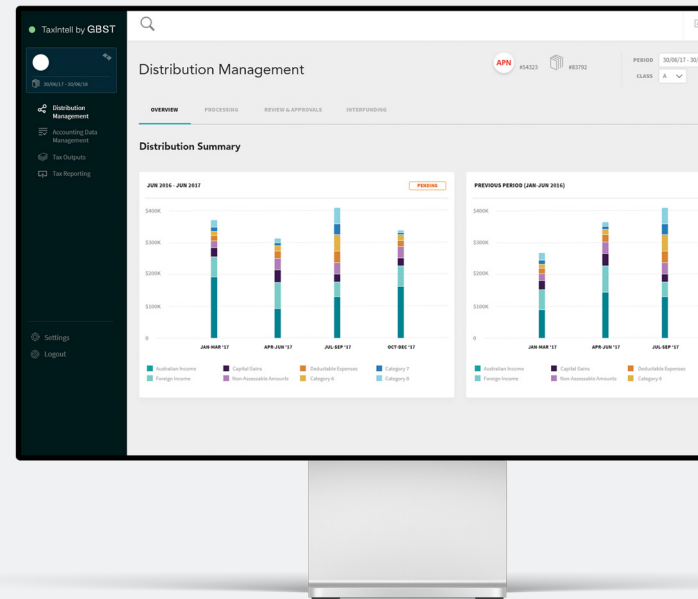 Taxintell by GBST
30/06/17 - 30/06/18
Distribution Management
Accounting Data Management
Tax Outputs
Tax Reporting
Settings
Logout
Distribution Management
APN
#54323
#83792
PERIOD
30/06/17 - 30/
CLASS
A
OVERVIEW
PROCESSING
REVIEW & APPROVALS
INTERFUNDING
Distribution Summary
JUN 2016 - JUN 2017
PENDING
$400K
$300K
$200K
$100K
0
JAN-MAR '17
APR-JUN '17
JUL-SEP '17
OCT-DEC '17
Australian Income
Capital Gains
Deductable Expenses
Category 7
Foreign Income
Non-Assessable Amounts
Category 6
Category 8
PREVIOUS PERIOD (JAN-JUN 2016)
$400K
$300K
$200K
$100K
0
JAN-MAR '17
APR-JUN '17
JUL-SEP '17
Australian Income
Capital Gains
Deductable Expenses
Foreign Income
Non-Assessable Amounts
Category 6